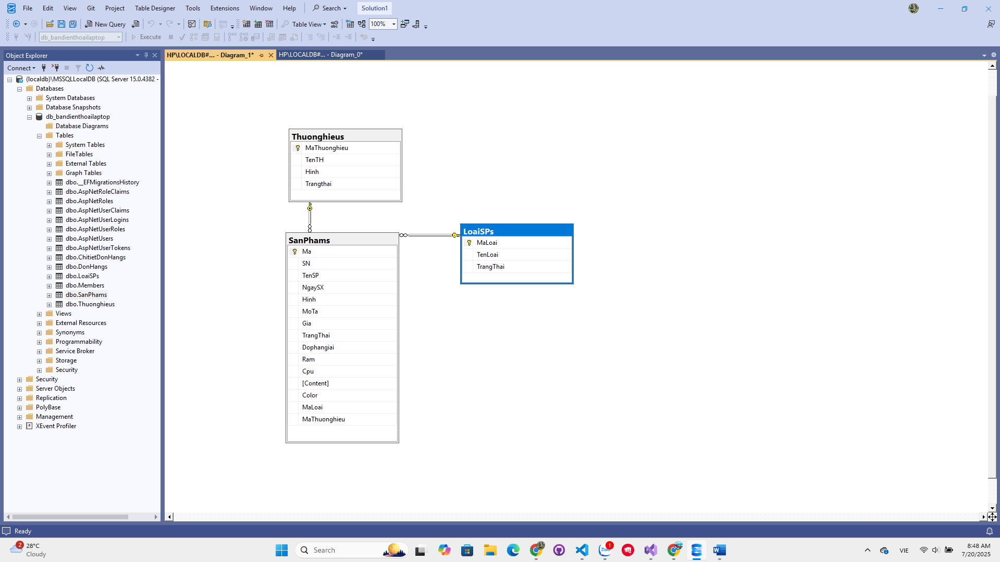 File Edit View Git Project Table Designer Tools Extensions Window Help Search Solution1
New Query Table View 100%
db_bandienthoailaptop Execute
Object Explorer
Connect
(localdb)\MSSQLLocalDB (SQL Server 15.0.4382 -
Databases
System Databases
Database Snapshots
db_bandienthoailaptop
Database Diagrams
Tables
System Tables
FileTables
External Tables
Graph Tables
dbo.__EFMigrationsHistory
dbo.AspNetRoleClaims
dbo.AspNetRoles
dbo.AspNetUserClaims
dbo.AspNetUserLogins
dbo.AspNetUserRoles
dbo.AspNetUsers
dbo.AspNetUserTokens
dbo.ChitietDonHangs
dbo.DonHangs
dbo.LoaiSPs
dbo.Members
dbo.SanPhams
dbo.Thuonghieus
Views
External Resources
Synonyms
Programmability
Service Broker
Storage
Security
Security
Server Objects
Replication
PolyBase
Management
XEvent Profiler
HP\LOCALDB#... - Diagram_1* HP\LOCALDB#... - Diagram_0*
Thuonghieus
MaThuonghieu
TenTH
Hinh
Trangthai
SanPhams
Ma
SN
TenSP
NgaySX
Hinh
MoTa
Gia
TrangThai
Dophangiai
Ram
Cpu
[Content]
Color
MaLoai
MaThuonghieu
LoaiSPs
MaLoai
TenLoai
TrangThai
Ready
2
28°C
Cloudy
Search
Zalo
1
VIE
8:48 AM
7/20/2025